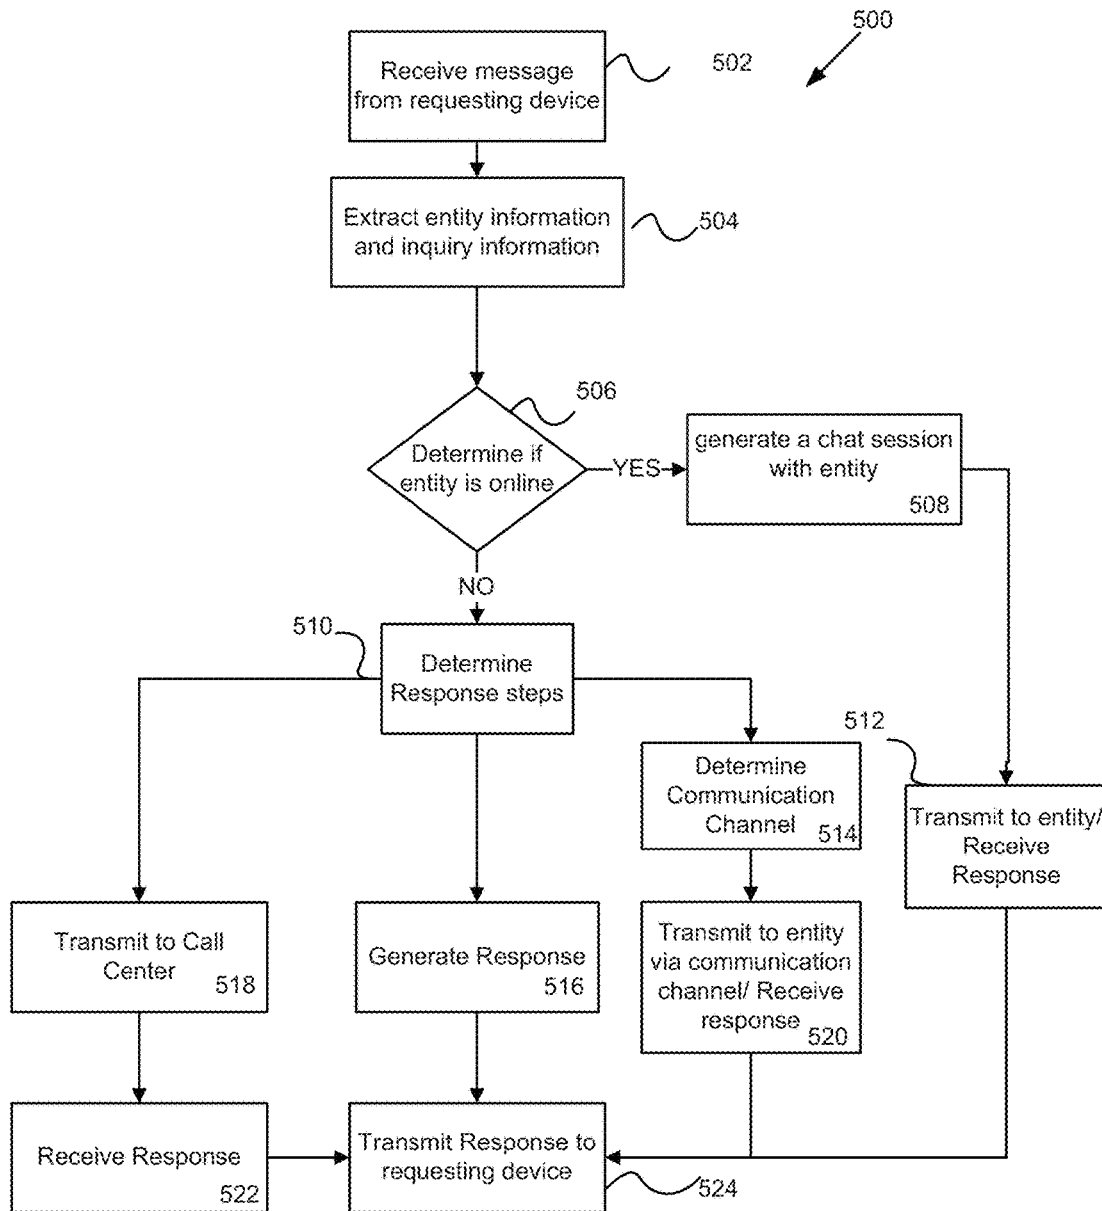 500
Receive message
from requesting device
502
Extract entity information
and inquiry information
504
506
Determine if
entity is online
YES
generate a chat session
with entity
508
NO
510
Determine
Response steps
512
Determine
Communication
Channel
514
Transmit to entity/
Receive
Response
Transmit to Call
Center
518
Generate Response
516
Transmit to entity
via communication
channel/ Receive
response
520
Receive Response
522
Transmit Response to
requesting device
524